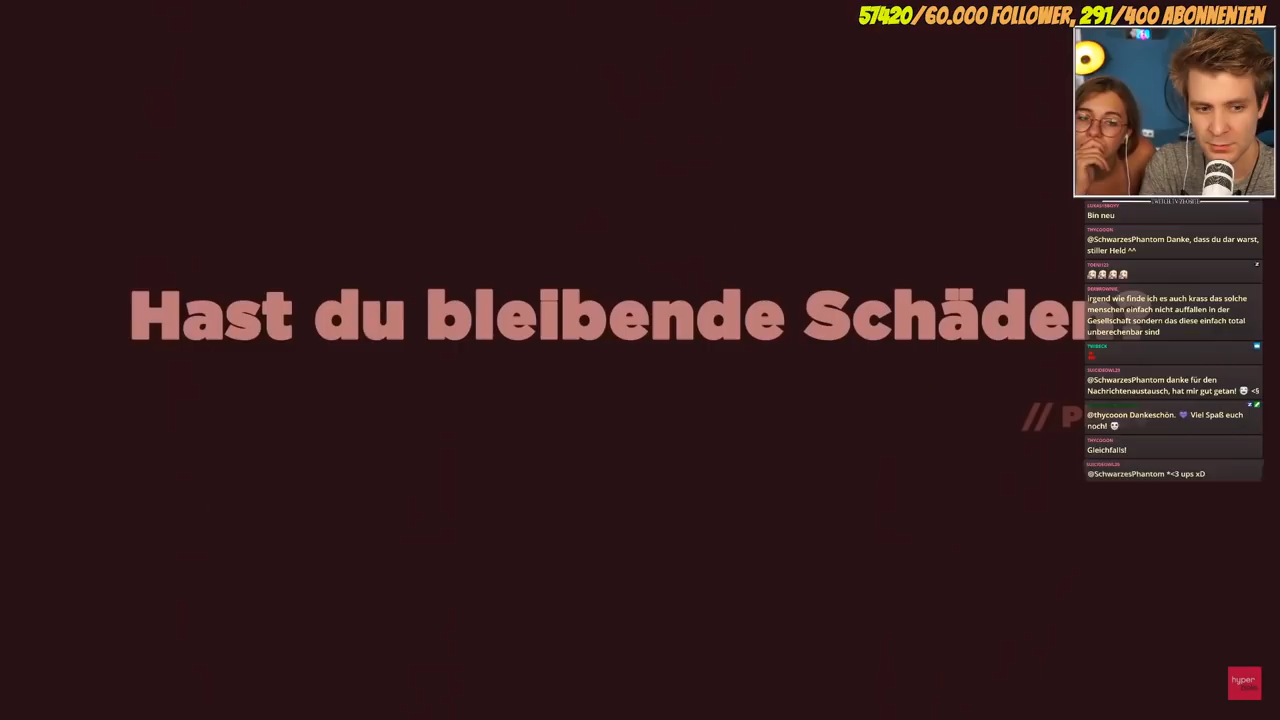 57420/60.000 FOLLOWER, 291/400 ABONNENTEN
Bin neu
THYCOOON
@SchwarzesPhantom Danke, dass du dar warst,
stiller Held ^^
irgend wie finde ich es auch krass das solche
menschen einfach nicht auffallen in der
Gesellschaft sondern das diese einfach total
unberechenbar sind
Hast du bleibende Schäden
@SchwarzesPhantom danke für den
Nachrichtenaustausch, hat mir gut getan! <5
// P
@thycooon Dankeschön. 💜 Viel Spaß euch
noch!
THYCOOON
Gleichfalls!
@SchwarzesPhantom *<3 ups xD
hyper